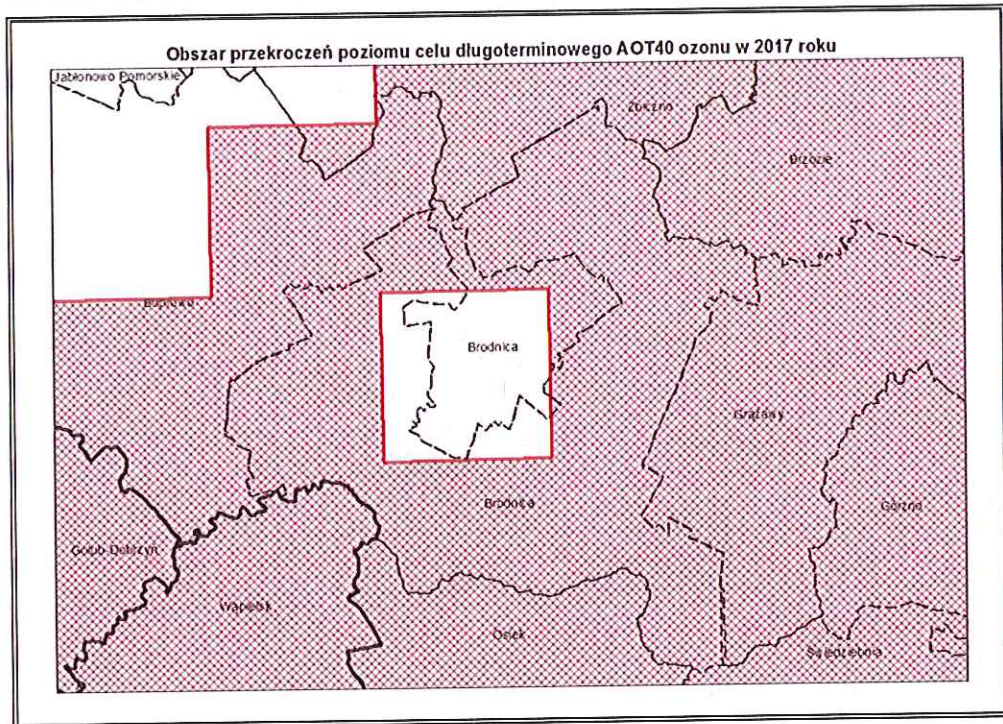 Obszar przekroczeń poziomu celu długoterminowego AOT40 ozonu w 2017 roku
Jabłonowo Pomorskie
Zbiczno
Brzozie
Brodnica
Grążawy
Brodnica
Górzno
Golub-Dobrzyń
Wąpielsk
Osiek
Świedziebnia